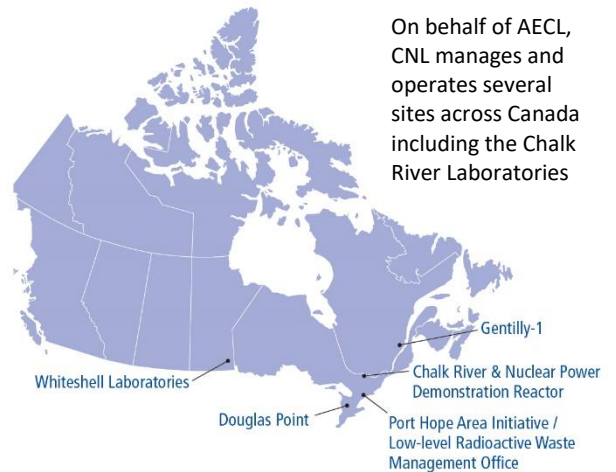 On behalf of AECL,
CNL manages and
operates several
sites across Canada
including the Chalk
River Laboratories
Gentilly-1
Whiteshell Laboratories
Chalk River & Nuclear Power
Demonstration Reactor
Douglas Point
Port Hope Area Initiative /
Low-level Radioactive Waste
Management Office